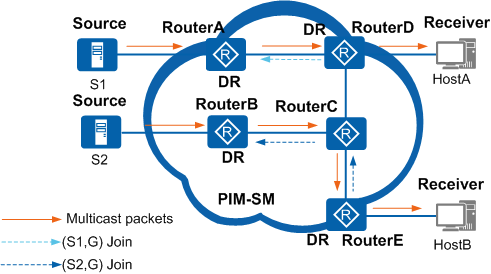 Source
RouterA
DR
RouterD
Receiver
S1
DR
HostA
Source
RouterB
RouterC
S2
DR
PIM-SM
Receiver
DR
RouterE
HostB
Multicast packets
(S1,G) Join
(S2,G) Join
R
R
R
R
R